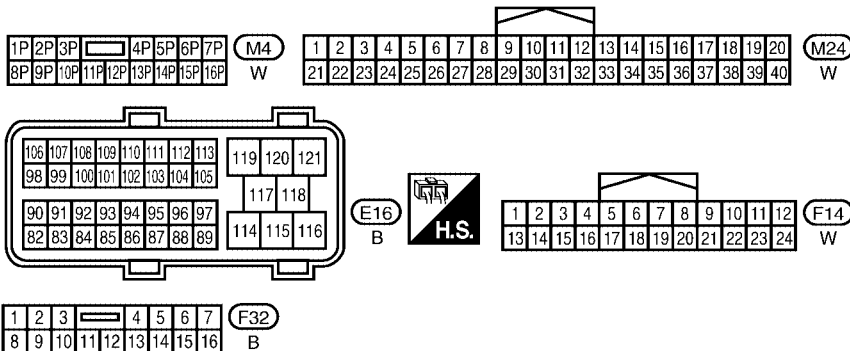 1P 2P 3P 4P 5P 6P 7P
8P 9P 10P 11P 12P 13P 14P 15P 16P
M4
W
1 2 3 4 5 6 7 8 9 10 11 12 13 14 15 16 17 18 19 20
21 22 23 24 25 26 27 28 29 30 31 32 33 34 35 36 37 38 39 40
M24
W
106 107 108 109 110 111 112 113
98 99 100 101 102 103 104 105
90 91 92 93 94 95 96 97
82 83 84 85 86 87 88 89
119 120 121
117 118
114 115 116
E16
B
H.S.
1 2 3 4 5 6 7 8 9 10 11 12
13 14 15 16 17 18 19 20 21 22 23 24
F14
W
1 2 3 4 5 6 7
8 9 10 11 12 13 14 15 16
F32
B